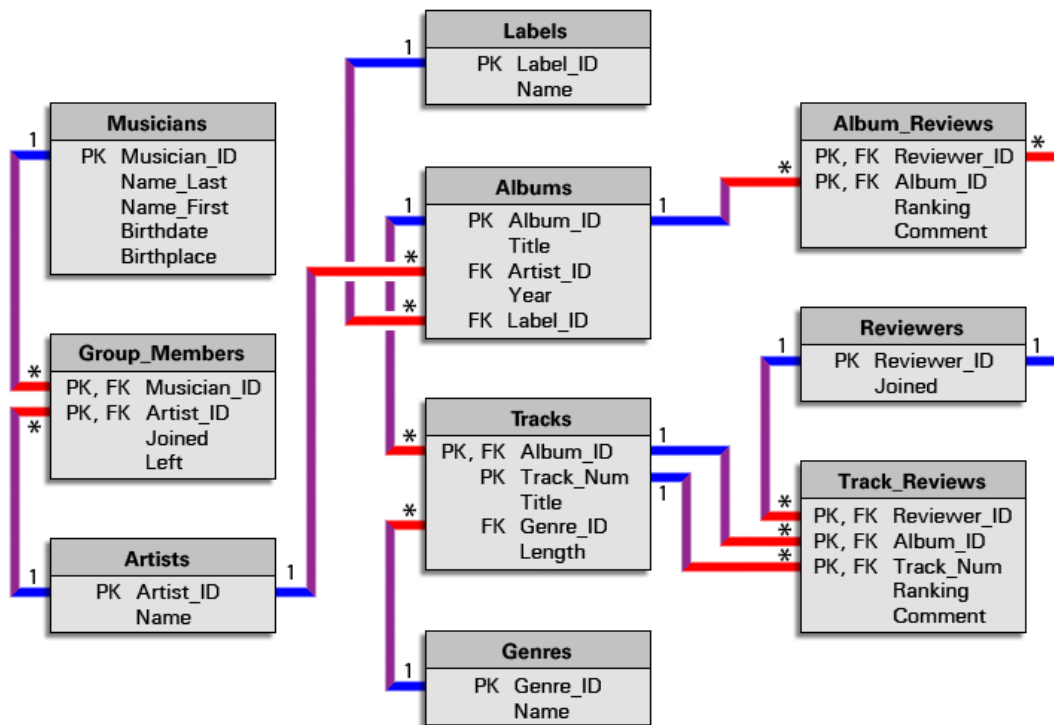 Labels
PK Label_ID
Name
Musicians
PK Musician_ID
Name_Last
Name_First
Birthdate
Birthplace
Group_Members
PK, FK Musician_ID
PK, FK Artist_ID
Joined
Left
Artists
PK Artist_ID
Name
Albums
PK Album_ID
Title
FK Artist_ID
Year
FK Label_ID
Tracks
PK, FK Album_ID
PK Track_Num
Title
FK Genre_ID
Length
Genres
PK Genre_ID
Name
Album_Reviews
PK, FK Reviewer_ID
PK, FK Album_ID
Ranking
Comment
Reviewers
PK Reviewer_ID
Joined
Track_Reviews
PK, FK Reviewer_ID
PK, FK Album_ID
PK, FK Track_Num
Ranking
Comment
1
1
*
*
1
1
1
*
*
*
*
1
1
*
*
1
1
1
*
*
*
1